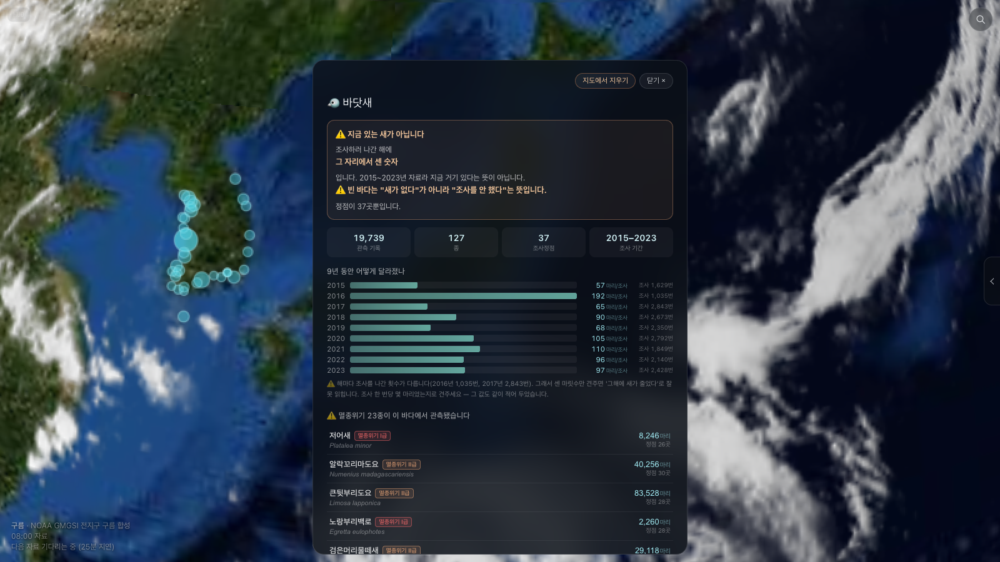 지도에서 지우기
닫기 ×
바닷새
지금 있는 새가 아닙니다
조사하러 나간 해에
그 자리에서 센 숫자
입니다. 2015~2023년 자료라 지금 거기 있다는 뜻이 아닙니다.
빈 바다는 "새가 없다"가 아니라 "조사를 안 했다"는 뜻입니다.
정점이 37곳뿐입니다.
19,739
관측 기록
127
종
37
조사정점
2015–2023
조사 기간
9년 동안 어떻게 달라졌나
2015 57 마리/조사 조사 1,629번
2016 192 마리/조사 조사 1,035번
2017 65 마리/조사 조사 2,843번
2018 90 마리/조사 조사 2,673번
2019 68 마리/조사 조사 2,350번
2020 105 마리/조사 조사 2,792번
2021 110 마리/조사 조사 1,849번
2022 96 마리/조사 조사 2,140번
2023 97 마리/조사 조사 2,428번
해마다 조사를 나간 횟수가 다릅니다(2016년 1,035번, 2017년 2,843번). 그래서 센 마릿수만 견주면 '그해에 새가 줄었다'로 잘
못 읽힙니다. 조사 한 번당 몇 마리였는지로 견주세요 — 그 값도 같이 적어 두었습니다.
멸종위기 23종이 이 바다에서 관측됐습니다
저어새 멸종위기 I급 8,246마리
Platalea minor 정점 26곳
알락꼬리마도요 멸종위기 II급 40,256마리
Numenius madagascariensis 정점 30곳
큰뒷부리도요 멸종위기 II급 83,528마리
Limosa lapponica 정점 28곳
노랑부리백로 멸종위기 I급 2,260마리
Egretta eulophotes 정점 28곳
검은머리물떼새 멸종위기 II급 29,118마리
구름 · NOAA GMGSI 전지구 구름 합성
08:00 자료
다음 자료 기다리는 중 (25분 지연)